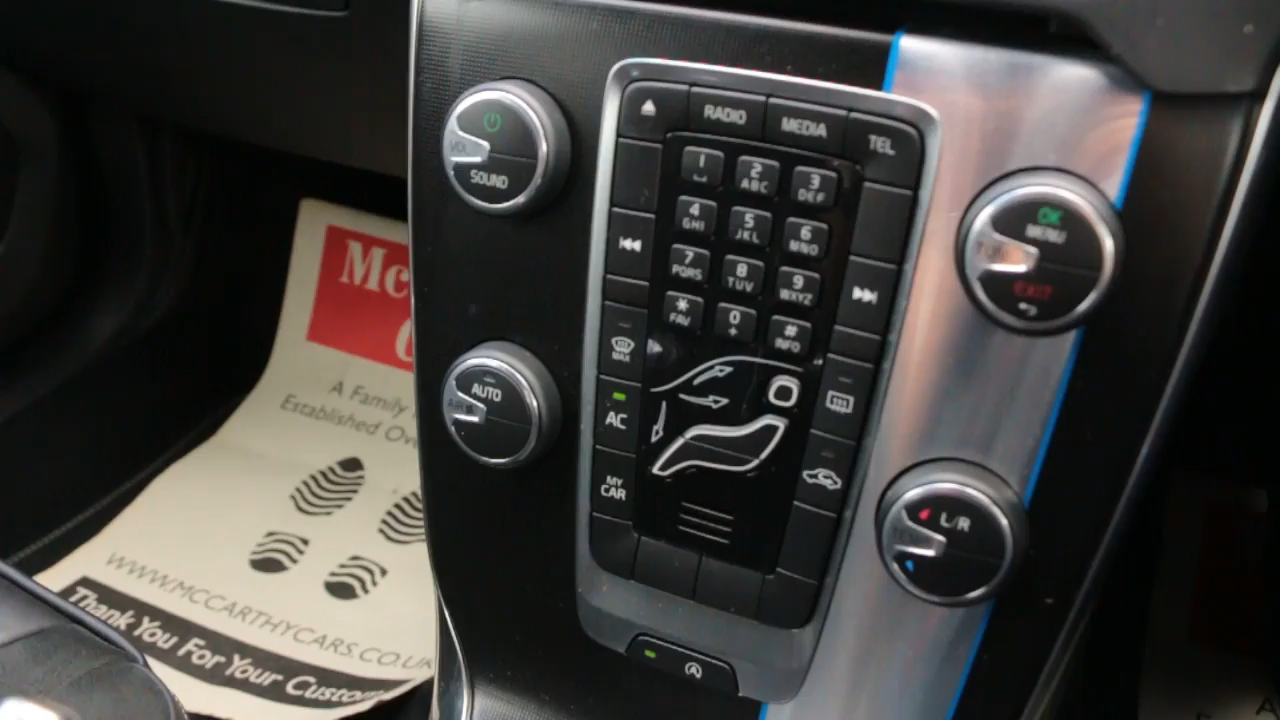 RADIO
MEDIA
TEL
VOL
SOUND
1
2
ABC
3
DEF
4
GHI
5
JKL
6
MNO
7
PQRS
8
TUV
9
WXYZ
*
FAV
0
+
#
INFO
OK
MENU
EXIT
MAX
AUTO
AC
MY
CAR
L/R
A
Mc
A Family
Established
WWW.MCCARTHYCARS.CO.UK
Thank You For Your Custom